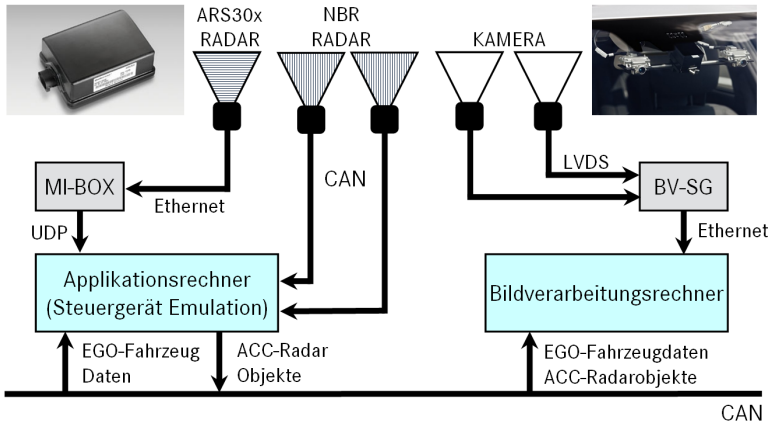 ARS30x
RADAR
NBR
RADAR
KAMERA
LVDS
CAN
MI-BOX
BV-SG
Ethernet
UDP
Ethernet
Applikationsrechner
(Steuergerät Emulation)
Bildverarbeitungsrechner
EGO-Fahrzeug
Daten
ACC-Radar
Objekte
EGO-Fahrzeugdaten
ACC-Radarobjekte
CAN